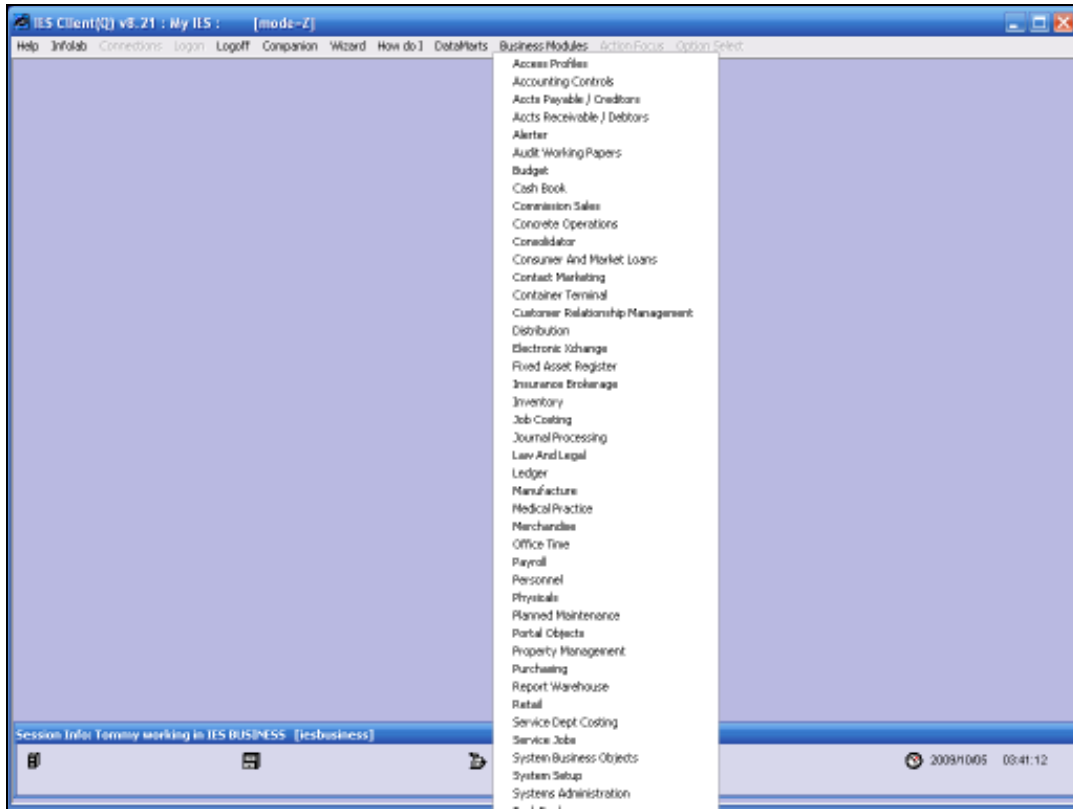 IES Client(Q) v8.21 : My IES : [mode-Z]
Help Infolab Connections Logon Logoff Companion Wizard How do I DataMarts Business Modules Action Focus Option Select
Access Profiles
Accounting Controls
Accts Payable / Creditors
Accts Receivable / Debtors
Alerter
Audit Working Papers
Budget
Cash Book
Commission Sales
Concrete Operations
Consolidator
Consumer And Market Loans
Contact Marketing
Container Terminal
Customer Relationship Management
Distribution
Electronic Xchange
Fixed Asset Register
Insurance Brokerage
Inventory
Job Costing
Journal Processing
Law And Legal
Ledger
Manufacture
Medical Practice
Merchandise
Office Time
Payroll
Personnel
Physicals
Planned Maintenance
Portal Objects
Property Management
Purchasing
Report Warehouse
Retail
Service Dept Costing
Service Jobs
System Business Objects
System Setup
Systems Administration
Session Info: Tommy working in IES BUSINESS [iesbusiness]
2009/10/05 03:41:12